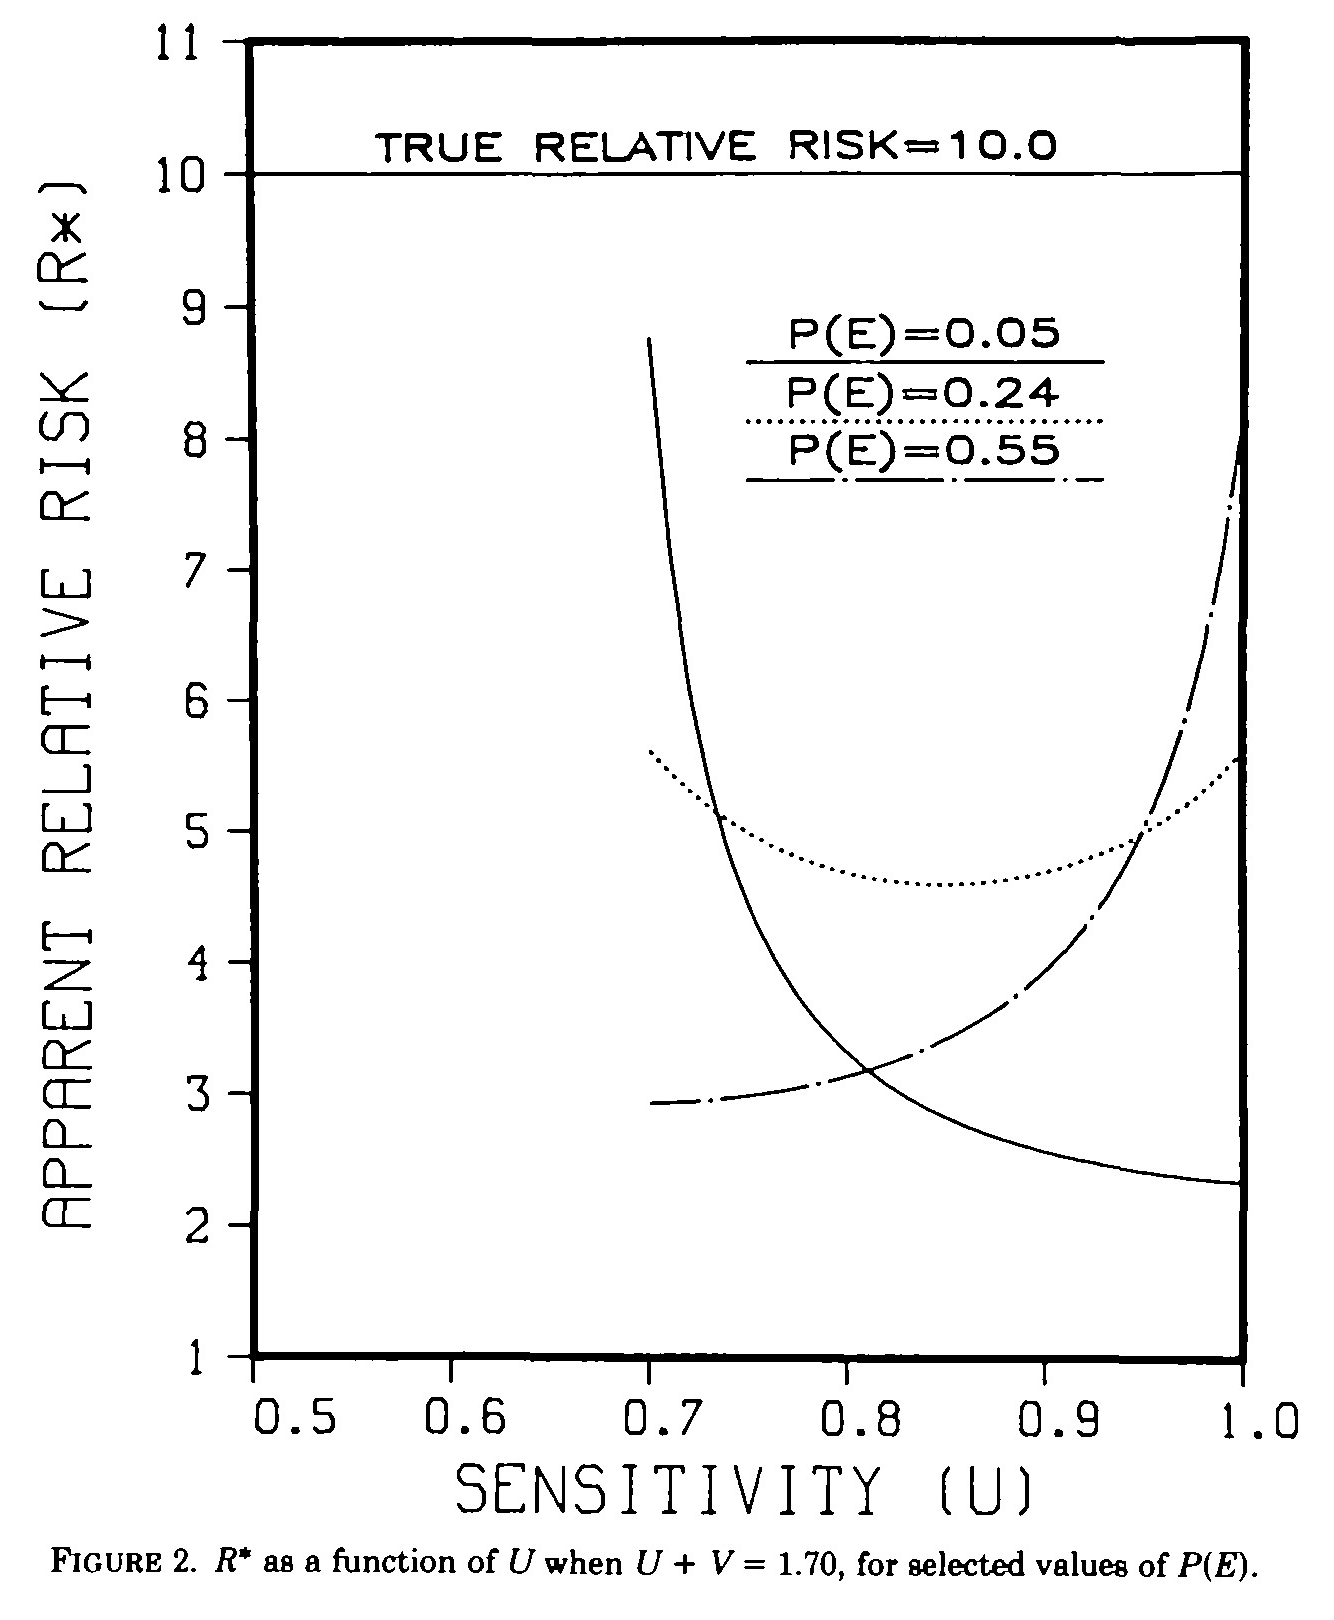 11
TRUE RELATIVE RISK=10.0
10
9
8
7
6
5
4
3
2
1
APPARENT RELATIVE RISK (R*)
P(E)=0.05
P(E)=0.24
P(E)=0.55
0.5 0.6 0.7 0.8 0.9 1.0
SENSITIVITY (U)
FIGURE 2. R* as a function of U when U + V = 1.70, for selected values of P(E).